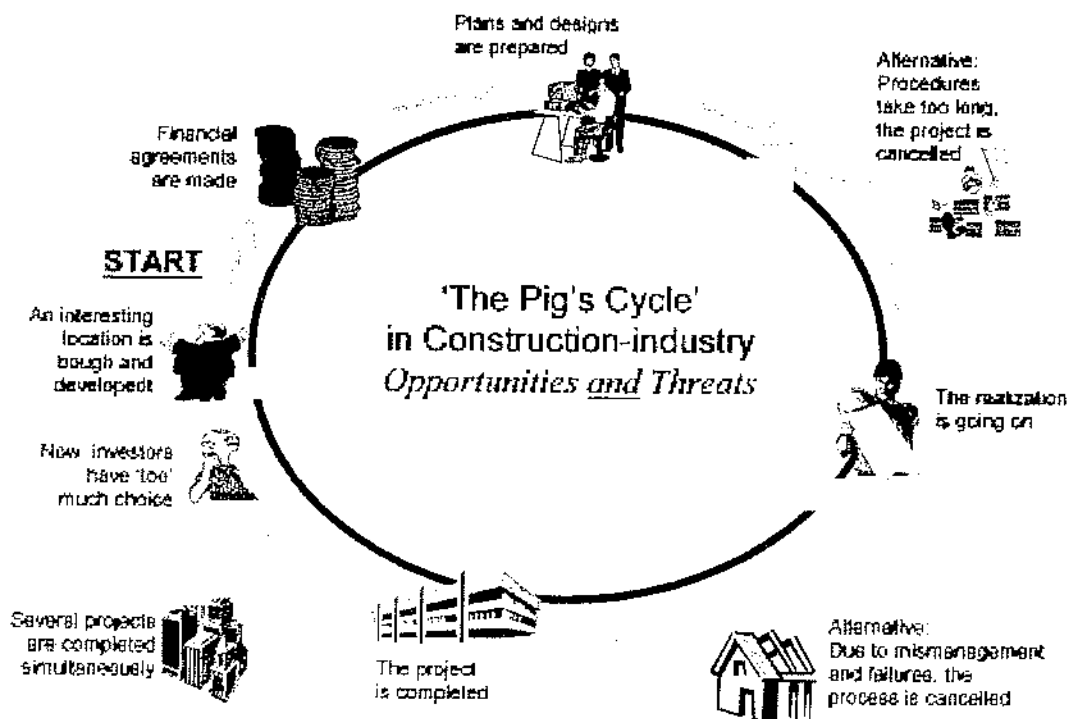 Plans and designs
are prepared
Alternative:
Procedures
take too long,
the project is
cancelled
Financial
agreements
are made
START
An interesting
location is
bough and
developedt
'The Pig's Cycle'
in Construction-industry
Opportunities and Threats
The realization
is going on
Now investors
have 'too'
much choice
Several projects
are completed
simultaneously
The project
is completed
Alternative:
Due to mismanagement
and failures, the
process is cancelled